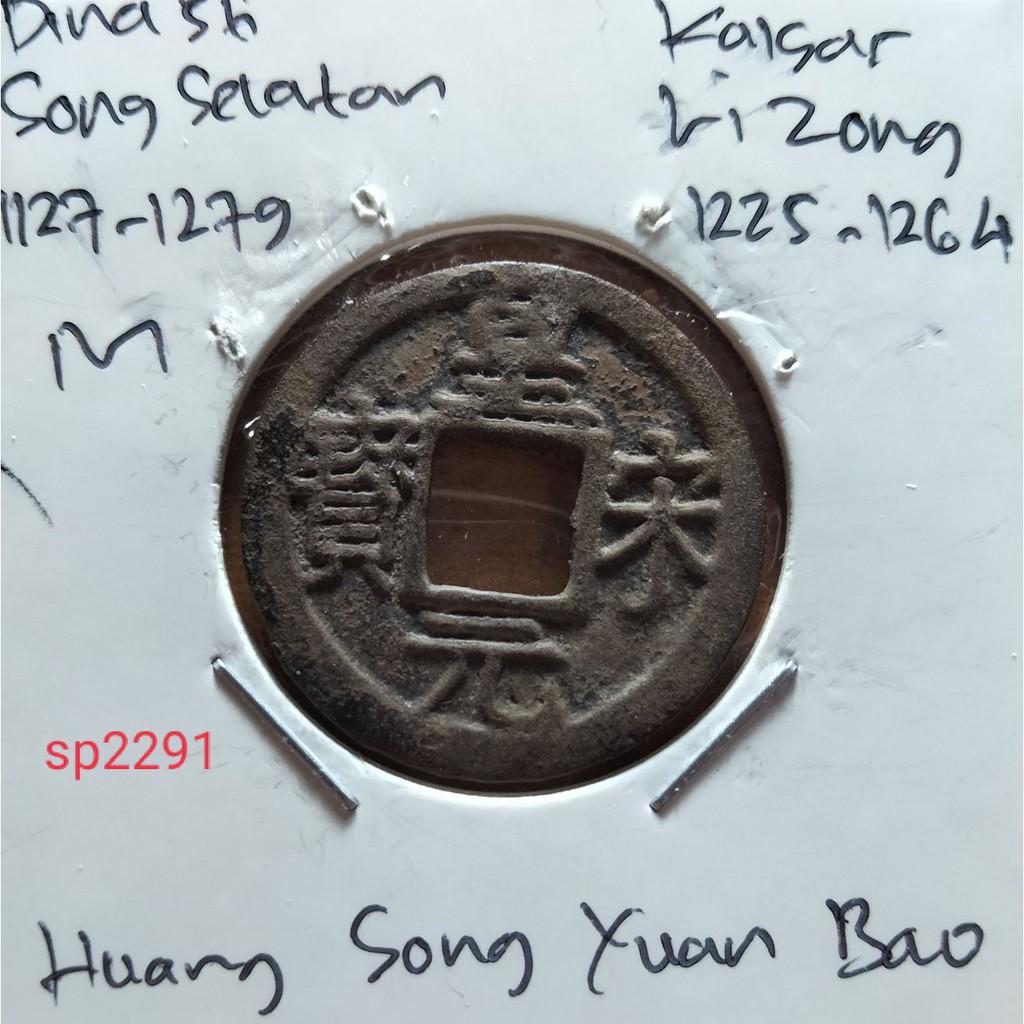 Dinasti
Song Selatan
1127-1279
Kaisar
Li Zong
1225-1264
M
皇宋元寶
sp2291
Huang Song Yuan Bao